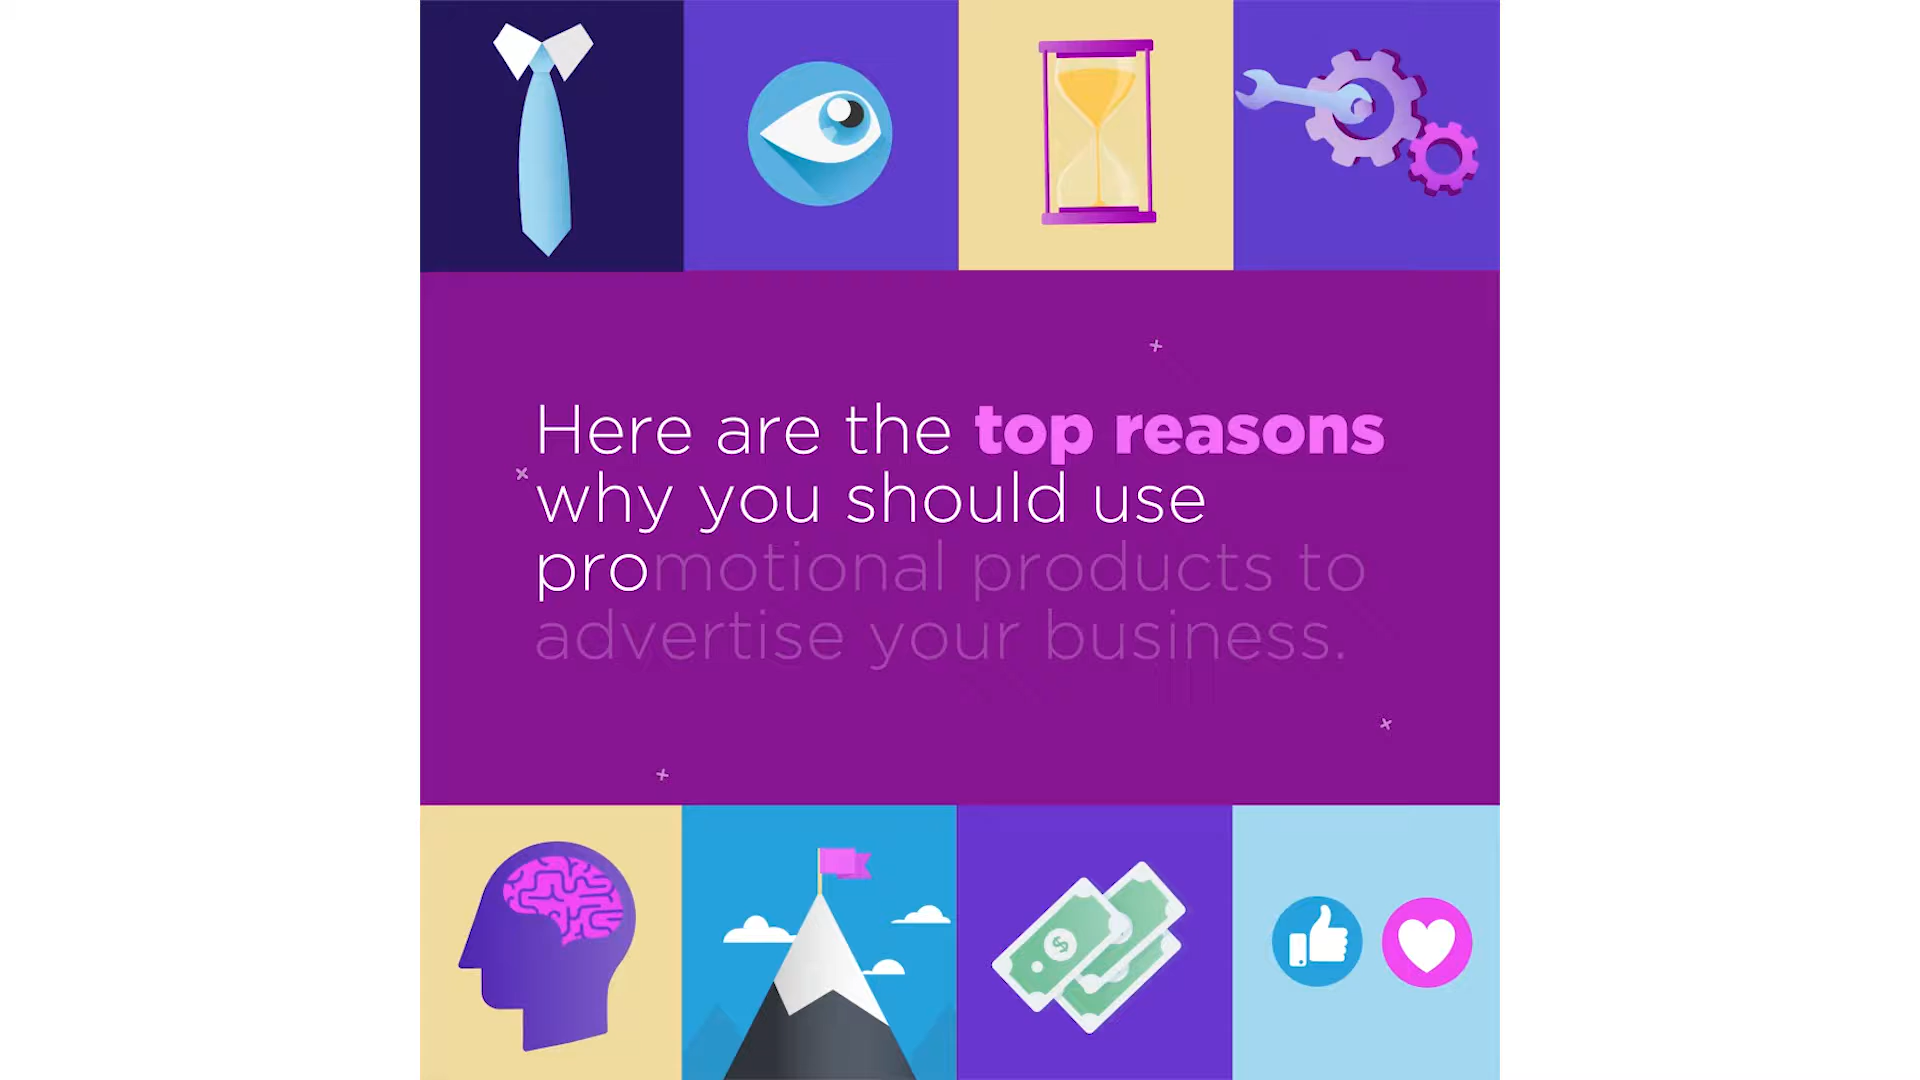 Here are the top reasons
why you should use
promotional products to
advertise your business.